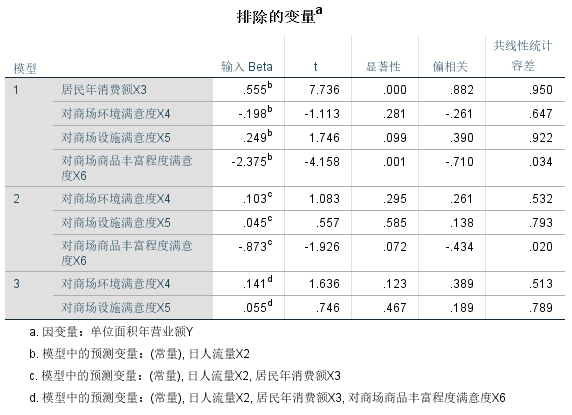 排除的变量a
模型 输入 Beta t 显著性 偏相关 共线性统计 容差
1 居民年消费额X3 .555b 7.736 .000 .882 .950
对商场环境满意度X4 -.198b -1.113 .281 -.261 .647
对商场设施满意度X5 .249b 1.746 .099 .390 .922
对商场商品丰富程度满意度X6 -2.375b -4.158 .001 -.710 .034
2 对商场环境满意度X4 .103c 1.083 .295 .261 .532
对商场设施满意度X5 .045c .557 .585 .138 .793
对商场商品丰富程度满意度X6 -.873c -1.926 .072 -.434 .020
3 对商场环境满意度X4 .141d 1.636 .123 .389 .513
对商场设施满意度X5 .055d .746 .467 .189 .789
a. 因变量：单位面积年营业额Y
b. 模型中的预测变量：(常量), 日人流量X2
c. 模型中的预测变量：(常量), 日人流量X2, 居民年消费额X3
d. 模型中的预测变量：(常量), 日人流量X2, 居民年消费额X3, 对商场商品丰富程度满意度X6